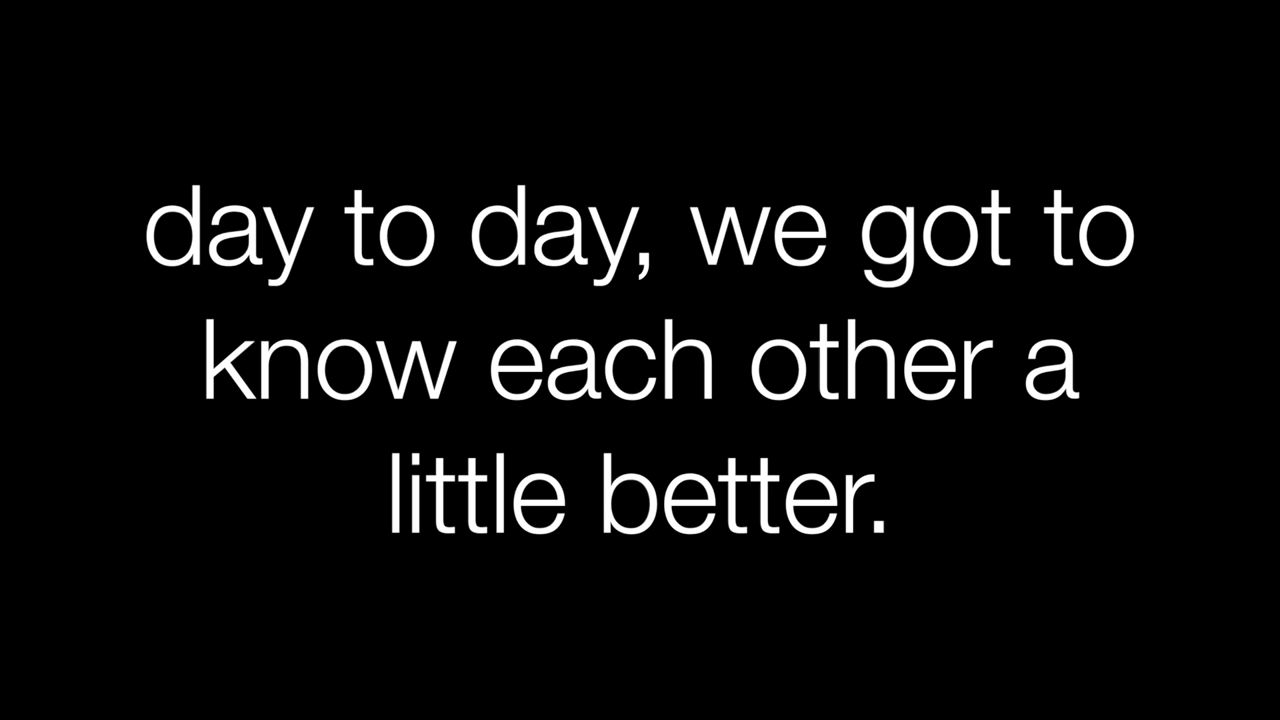 day to day, we got to
know each other a
little better.